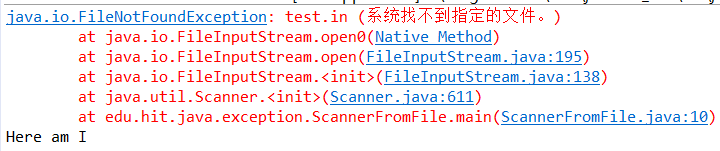 java.io.FileNotFoundException: test.in (系统找不到指定的文件。)
at java.io.FileInputStream.open0(Native Method)
at java.io.FileInputStream.open(FileInputStream.java:195)
at java.io.FileInputStream.<init>(FileInputStream.java:138)
at java.util.Scanner.<init>(Scanner.java:611)
at edu.hit.java.exception.ScannerFromFile.main(ScannerFromFile.java:10)
Here am I